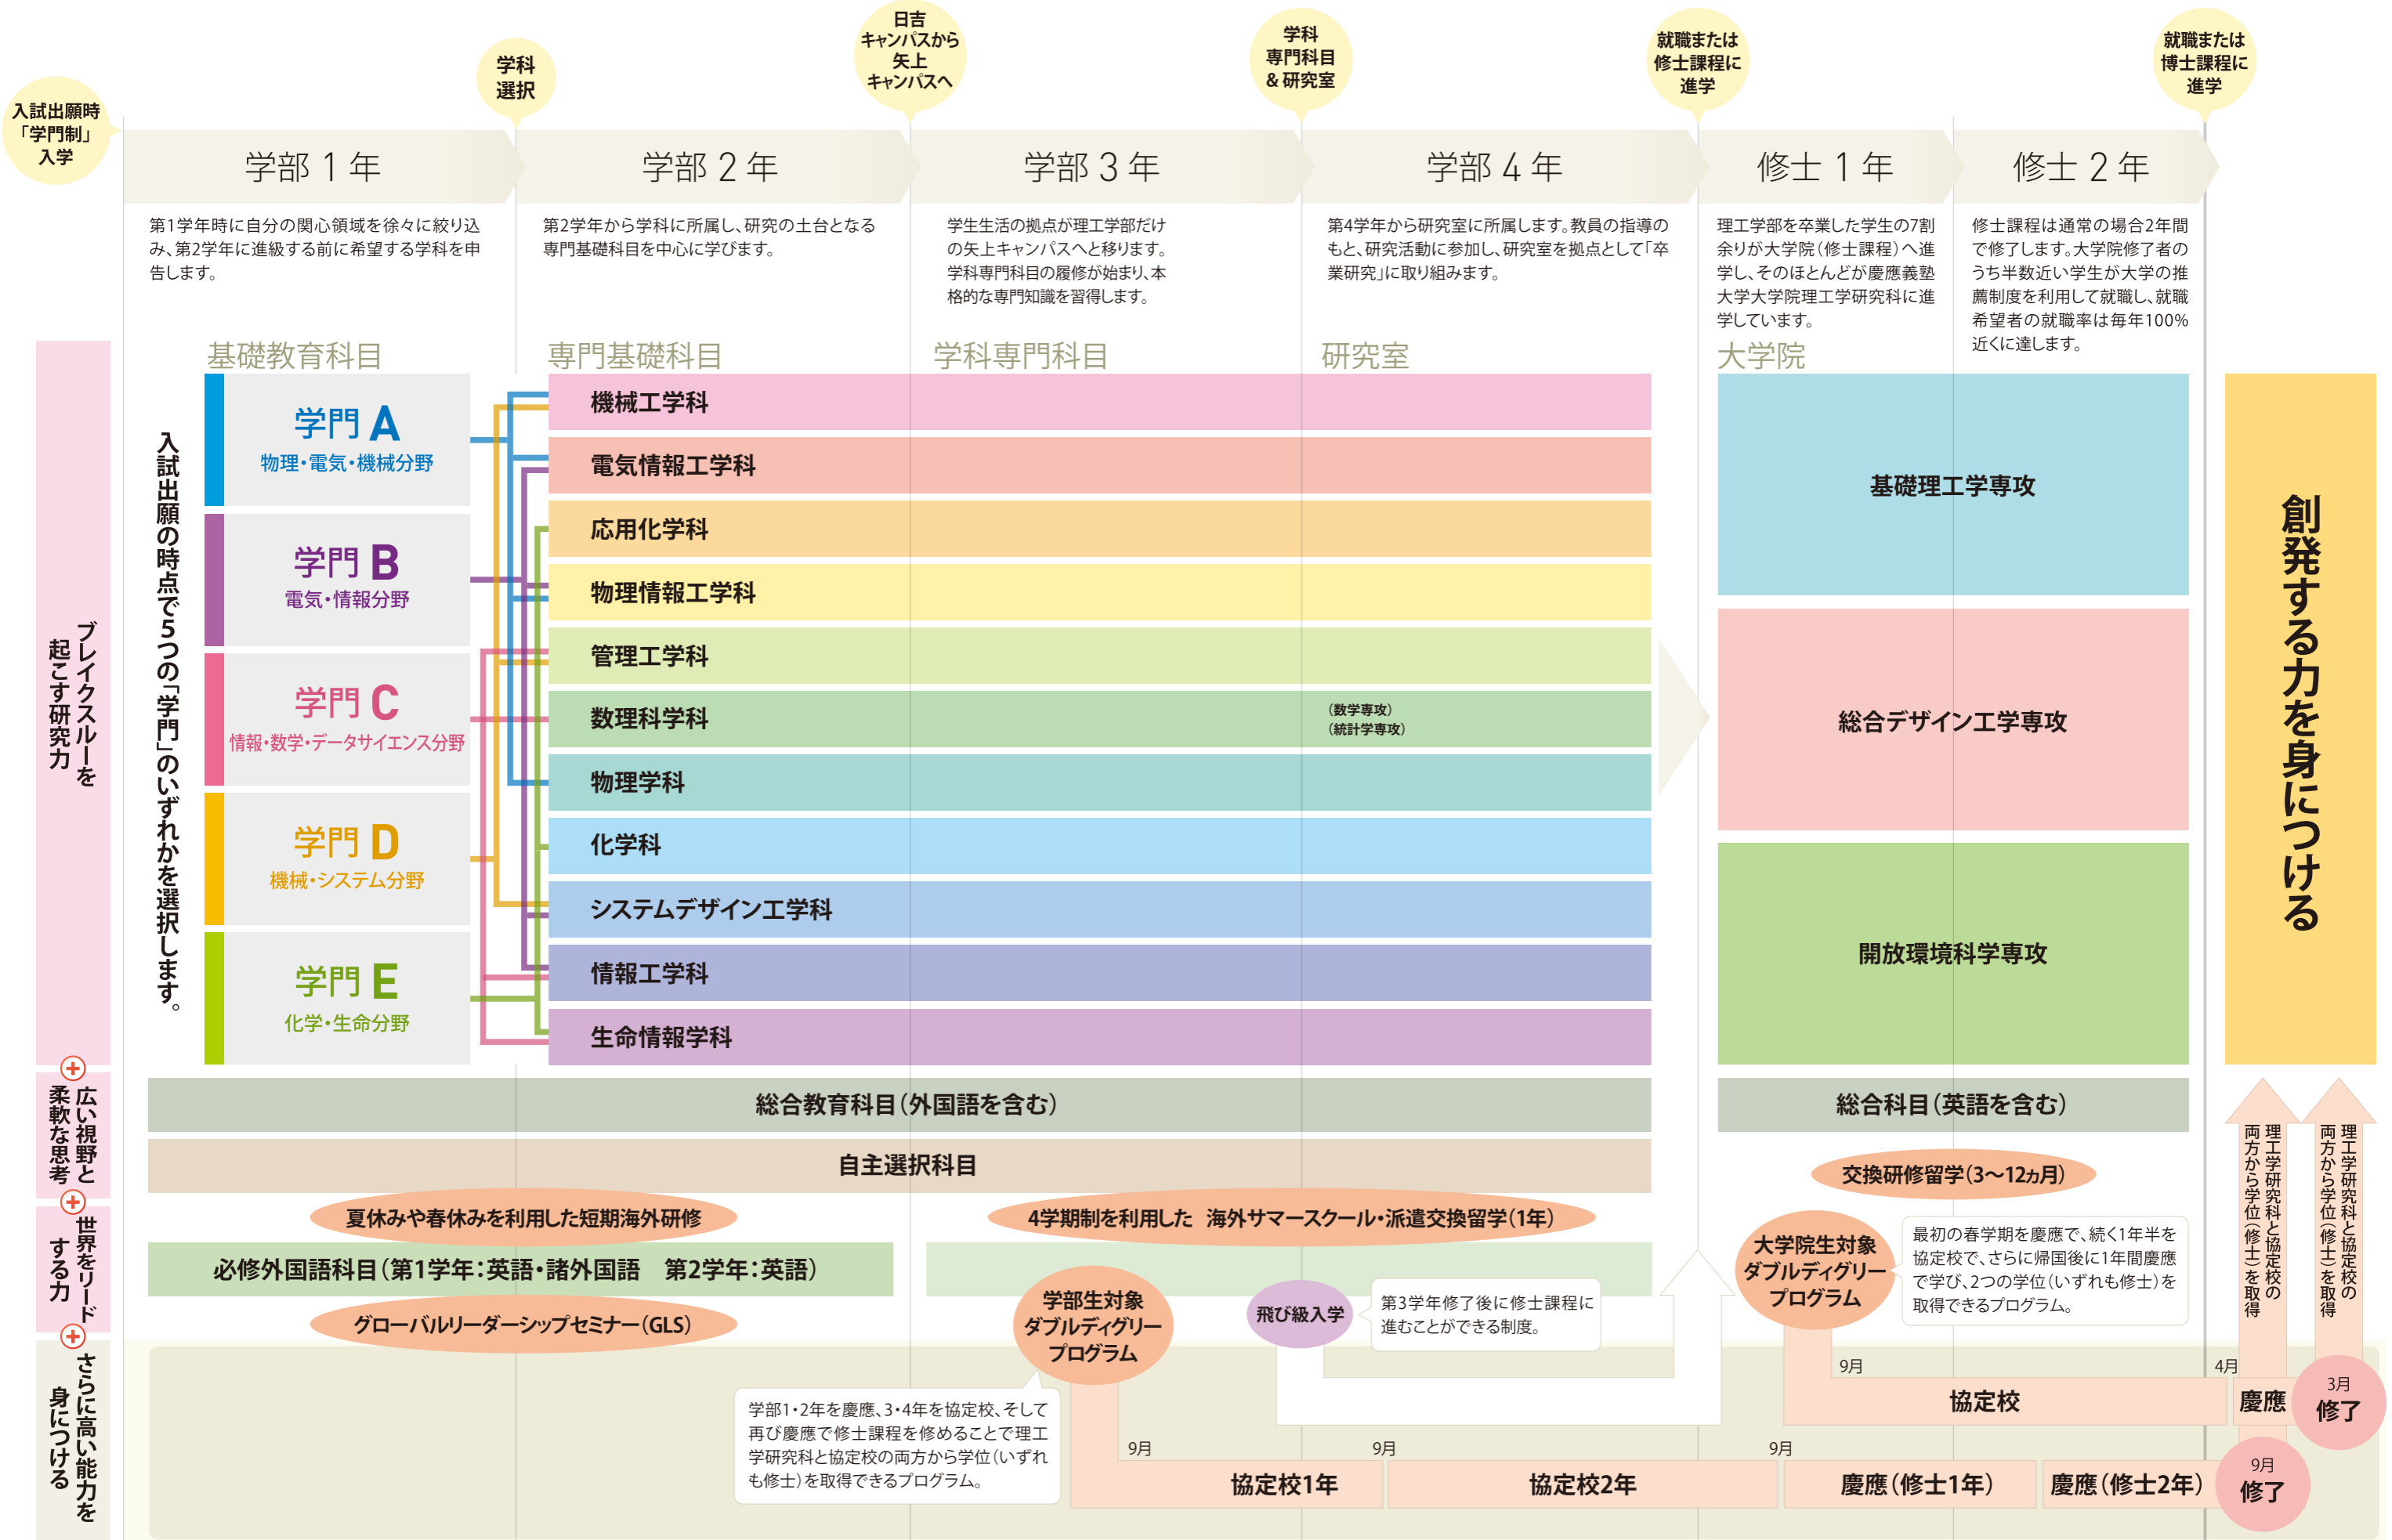 入試出願時
「学門制」
入学
学科
選択
日吉
キャンパスから
矢上
キャンパスへ
学科
専門科目
&研究室
就職または
修士課程に
進学
就職または
博士課程に
進学
学部 1 年
学部 2 年
学部 3 年
学部 4 年
修士 1 年
修士 2 年
第1学年時に自分の関心領域を徐々に絞り込
み、第2学年に進級する前に希望する学科を申
告します。
第2学年から学科に所属し、研究の土台となる
専門基礎科目を中心に学びます。
学生生活の拠点が理工学部だけ
の矢上キャンパスへと移ります。
学科専門科目の履修が始まり、本
格的な専門知識を習得します。
第4学年から研究室に所属します。教員の指導の
もと、研究活動に参加し、研究室を拠点として「卒
業研究」に取り組みます。
理工学部を卒業した学生の7割
余りが大学院（修士課程）へ進
学し、そのほとんどが慶應義塾
大学大学院理工学研究科に進
学しています。
修士課程は通常の場合2年間
で修了します。大学院修了者の
うち半数近い学生が大学の推
薦制度を利用して就職し、就職
希望者の就職率は毎年100%
近くに達します。
基礎教育科目
専門基礎科目
学科専門科目
研究室
大学院
ブレイクスルーを
起こす研究力
入試出願の時点で5つの「学門」のいずれかを選択します。
学門 A
物理・電気・機械分野
学門 B
電気・情報分野
学門 C
情報・数学・データサイエンス分野
学門 D
機械・システム分野
学門 E
化学・生命分野
機械工学科
電気情報工学科
応用化学科
物理情報工学科
管理工学科
数理科学科
（数学専攻）
（統計学専攻）
物理学科
化学科
システムデザイン工学科
情報工学科
生命情報学科
基礎理工学専攻
総合デザイン工学専攻
開放環境科学専攻
創発する力を身につける
広い視野と
柔軟な思考
総合教育科目（外国語を含む）
総合科目（英語を含む）
自主選択科目
世界をリード
する力
夏休みや春休みを利用した短期海外研修
4学期制を利用した 海外サマースクール・派遣交換留学（1年）
交換研修留学（3〜12ヵ月）
必修外国語科目（第1学年：英語・諸外国語　第2学年：英語）
グローバルリーダーシップセミナー（GLS）
学部生対象
ダブルディグリー
プログラム
飛び級入学
第3学年修了後に修士課程に
進むことができる制度。
大学院生対象
ダブルディグリー
プログラム
最初の春学期を慶應で、続く1年半を
協定校で、さらに帰国後に1年間慶應
で学び、2つの学位（いずれも修士）を
取得できるプログラム。
理工学研究科と協定校の
両方から学位（修士）を取得
理工学研究科と協定校の
両方から学位（修士）を取得
さらに高い能力を
身につける
学部1・2年を慶應、3・4年を協定校、そして
再び慶應で修士課程を修めることで理工
学研究科と協定校の両方から学位（いずれ
も修士）を取得できるプログラム。
9月
協定校
4月
慶應
3月
修了
9月
協定校1年
9月
協定校2年
9月
慶應（修士1年）
慶應（修士2年）
9月
修了